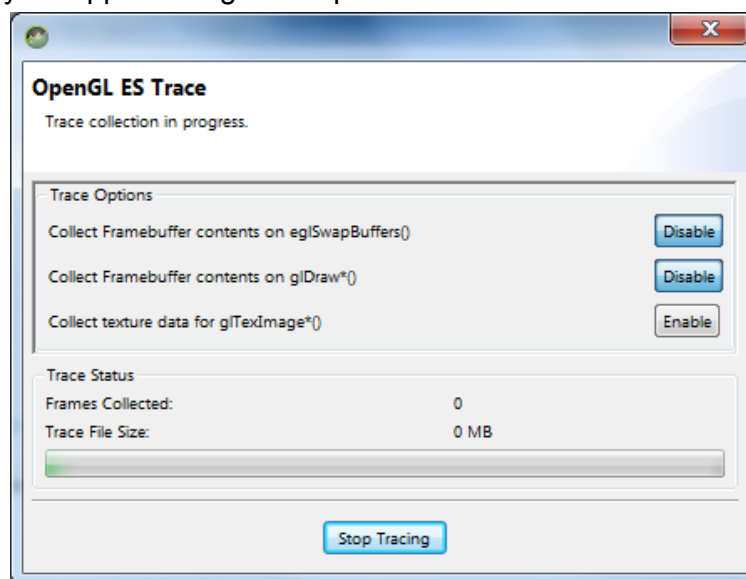 OpenGL ES Trace
Trace collection in progress.
Trace Options
Collect Framebuffer contents on eglSwapBuffers() Disable
Collect Framebuffer contents on glDraw*() Disable
Collect texture data for glTexImage*() Enable
Trace Status
Frames Collected: 0
Trace File Size: 0 MB
Stop Tracing